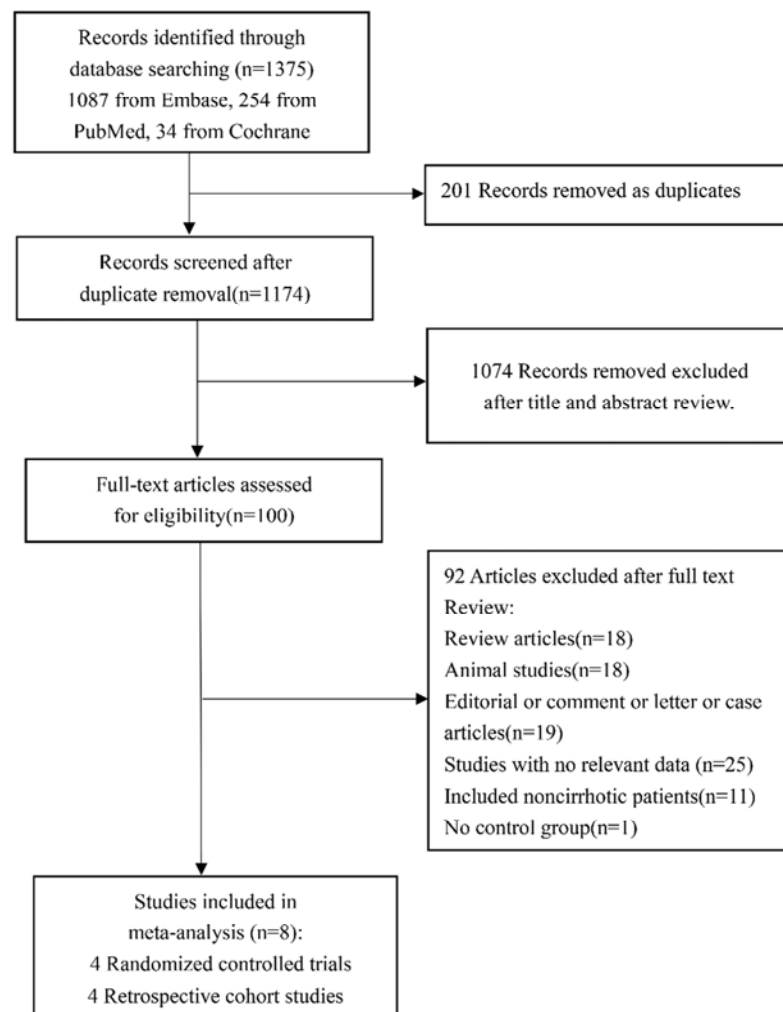 Records identified through
database searching (n=1375)
1087 from Embase, 254 from
PubMed, 34 from Cochrane
201 Records removed as duplicates
Records screened after
duplicate removal(n=1174)
1074 Records removed excluded
after title and abstract review.
Full-text articles assessed
for eligibility(n=100)
92 Articles excluded after full text
Review:
Review articles(n=18)
Animal studies(n=18)
Editorial or comment or letter or case
articles(n=19)
Studies with no relevant data (n=25)
Included noncirrhotic patients(n=11)
No control group(n=1)
Studies included in
meta-analysis (n=8):
4 Randomized controlled trials
4 Retrospective cohort studies